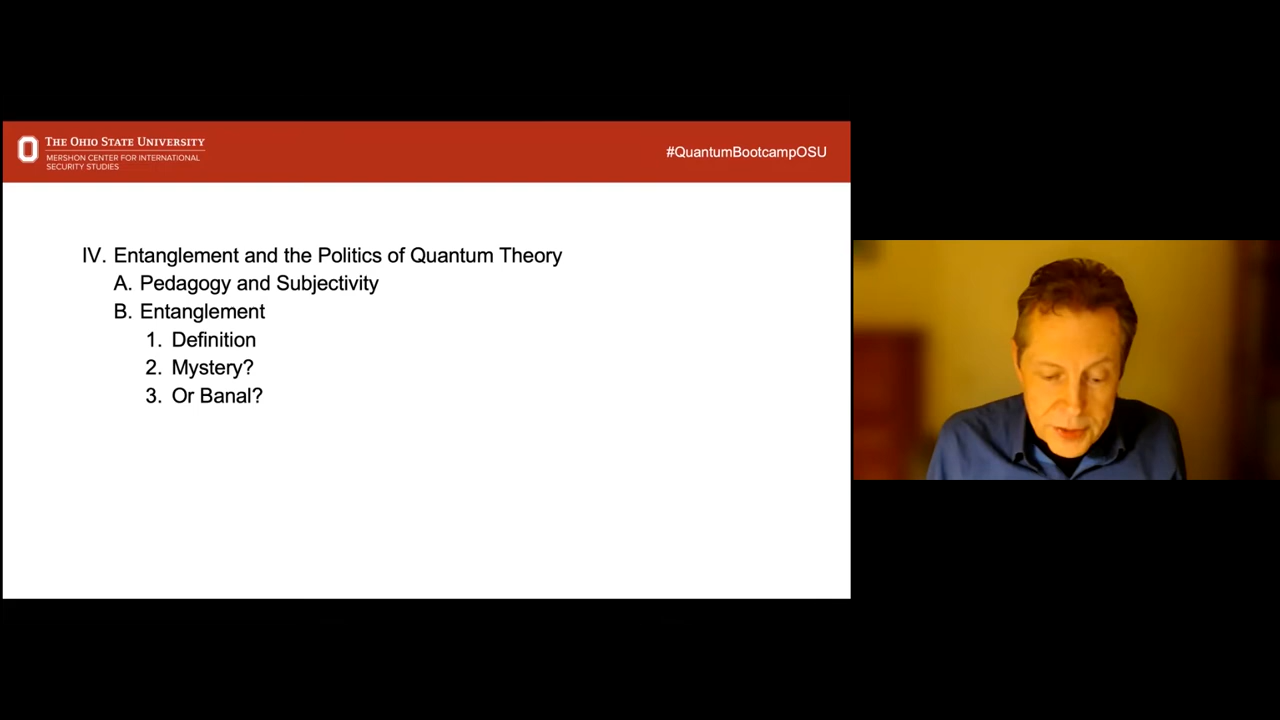 THE OHIO STATE UNIVERSITY
MERSHON CENTER FOR INTERNATIONAL
SECURITY STUDIES
#QuantumBootcampOSU
IV. Entanglement and the Politics of Quantum Theory
A. Pedagogy and Subjectivity
B. Entanglement
1. Definition
2. Mystery?
3. Or Banal?